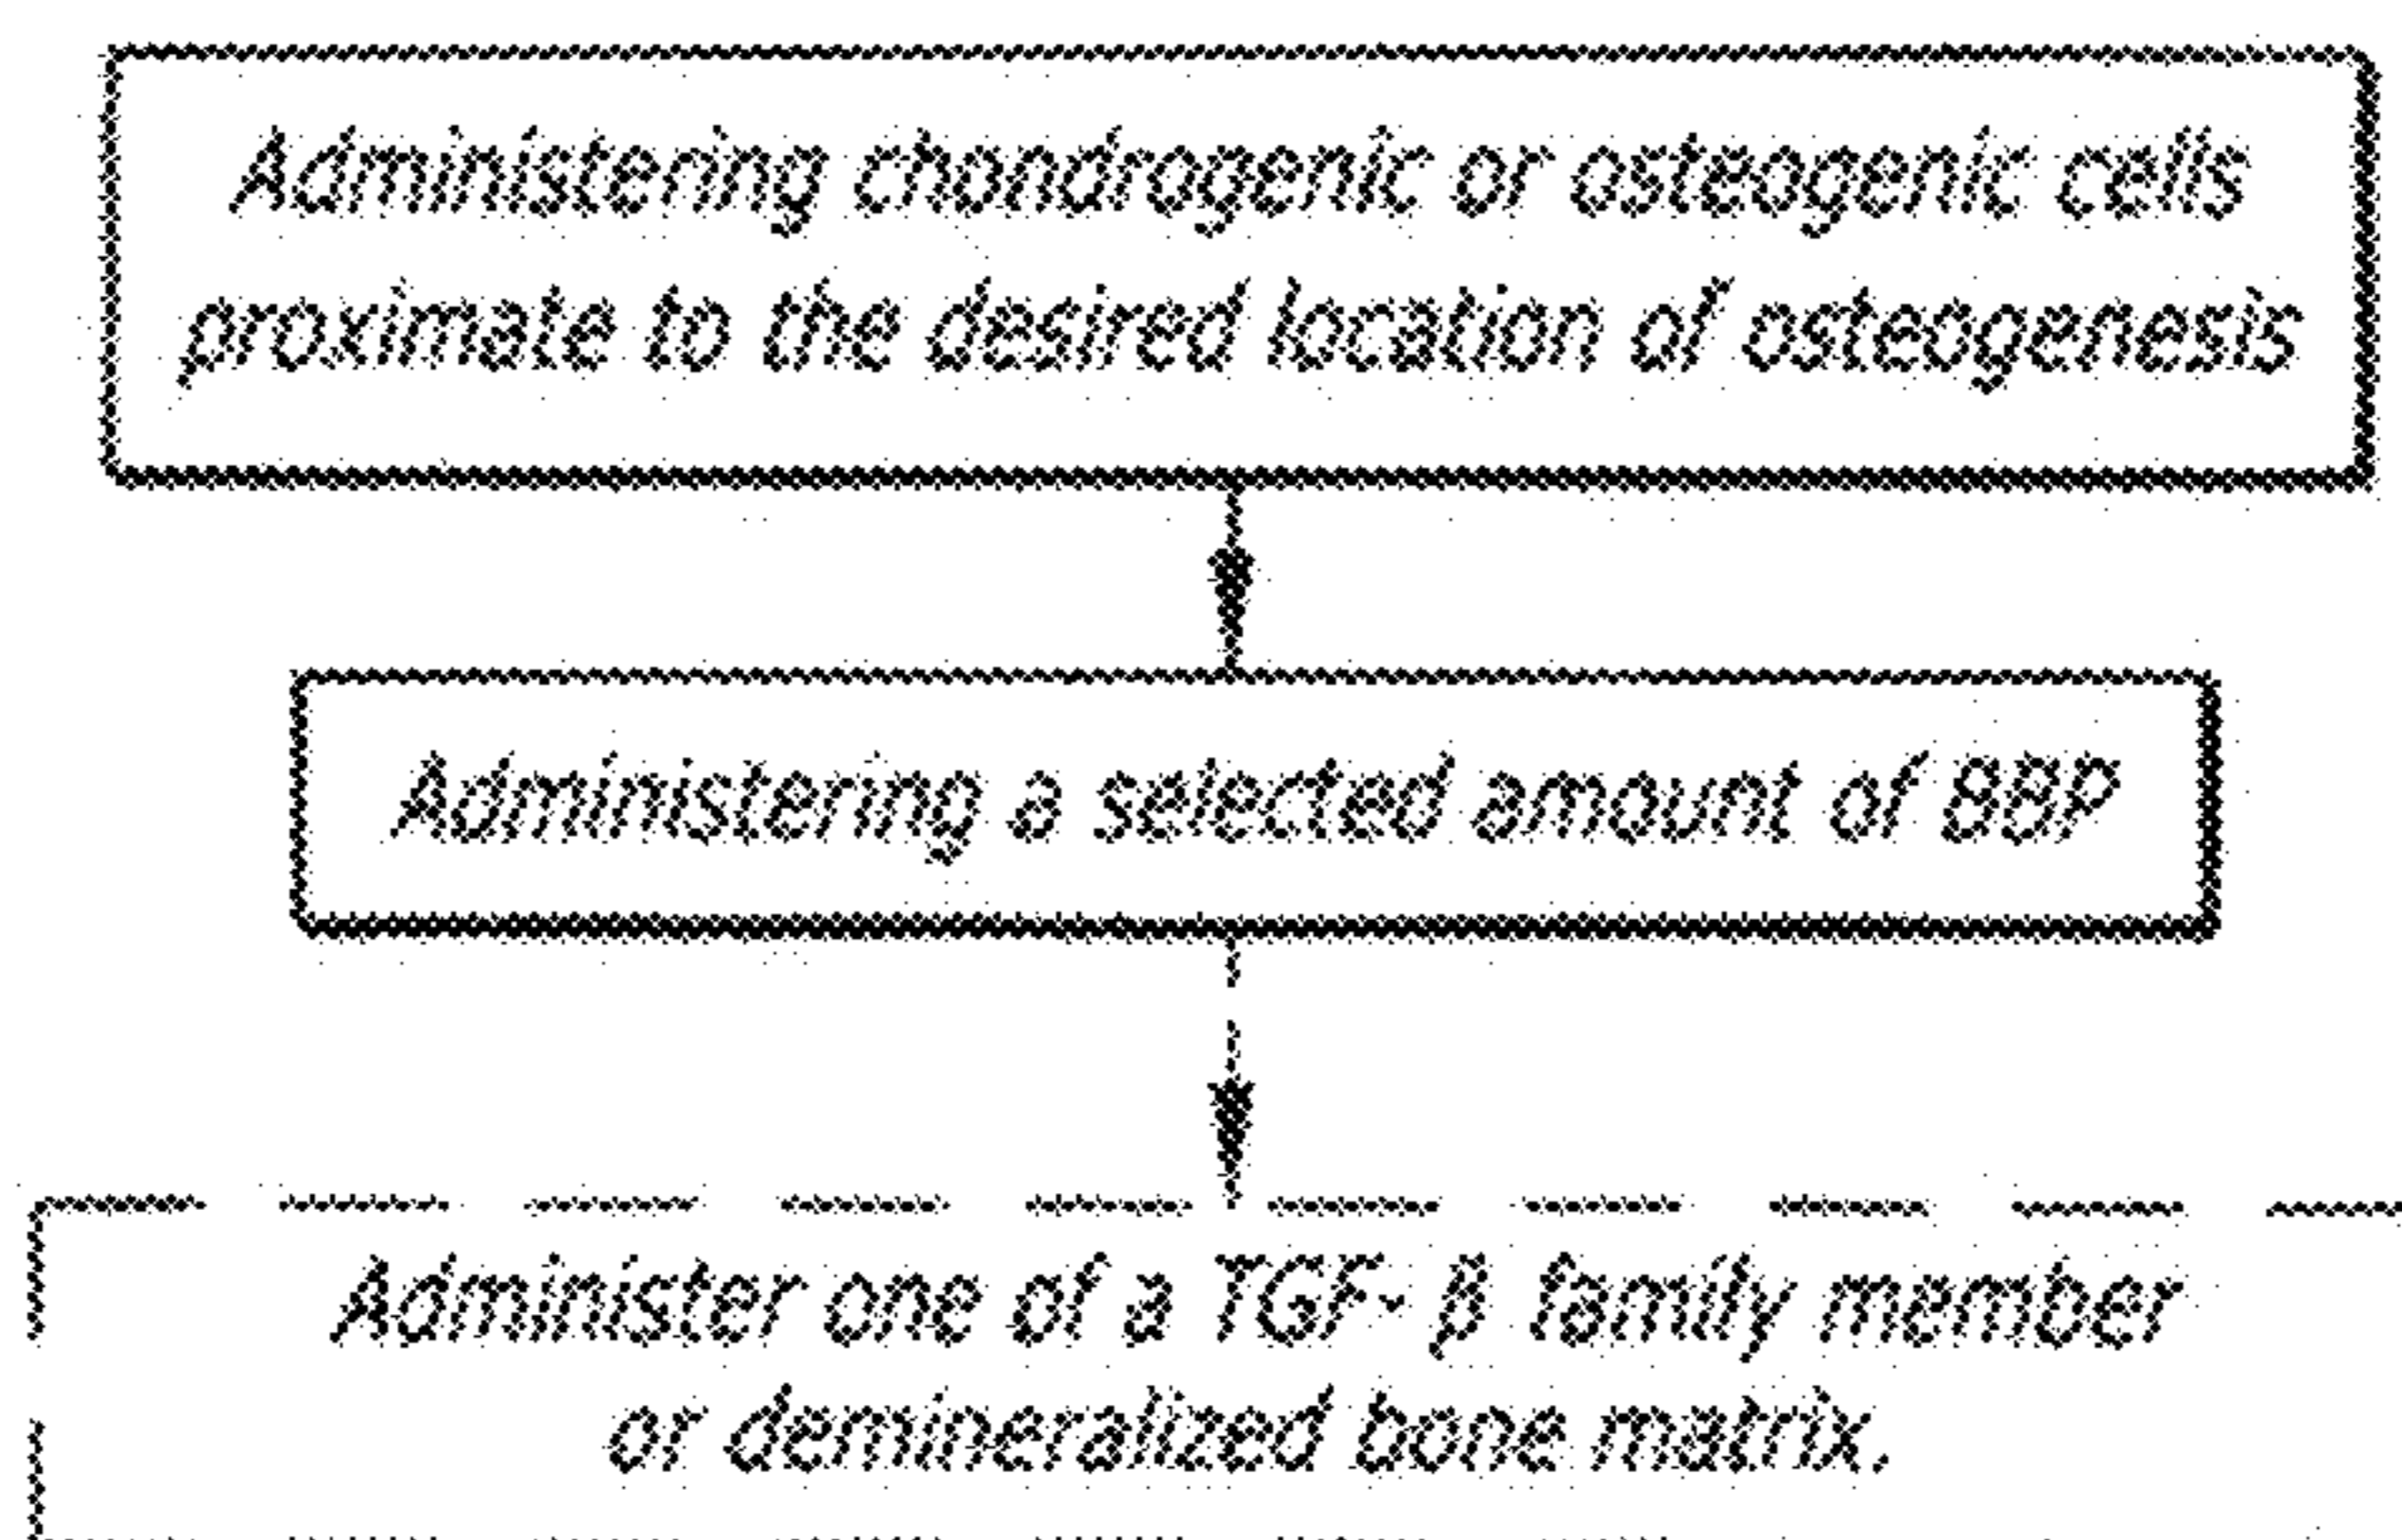 Administering chondrogenic or osteogenic cells
proximate to the desired location of osteogenesis
Administering a selected amount of BBP
Administer one of a TGF- β family member
or demineralized bone matrix.